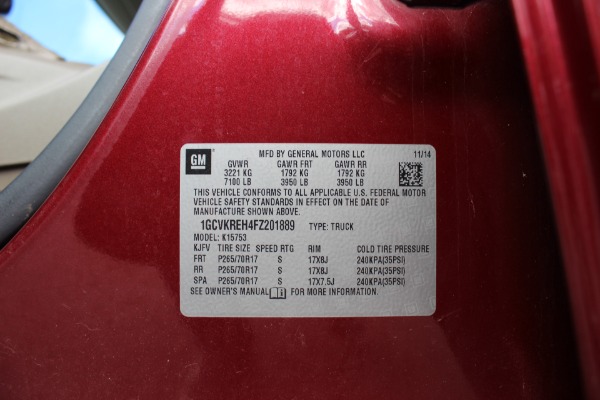 GM
MFD BY GENERAL MOTORS LLC 11/14
GVWR GAWR FRT GAWR RR
3221 KG 1792 KG 1792 KG
7100 LB 3950 LB 3950 LB
THIS VEHICLE CONFORMS TO ALL APPLICABLE U.S. FEDERAL MOTOR
VEHICLE SAFETY STANDARDS IN EFFECT ON THE DATE OF
MANUFACTURE SHOWN ABOVE.
1GCVKREH4FZ201889 TYPE: TRUCK
MODEL: K15753
KJFV TIRE SIZE SPEED RTG RIM COLD TIRE PRESSURE
FRT P265/70R17 S 17X8J 240KPA(35PSI)
RR P265/70R17 S 17X8J 240KPA(35PSI)
SPA P265/70R17 S 17X7.5J 240KPA(35PSI)
SEE OWNER'S MANUAL FOR MORE INFORMATION.